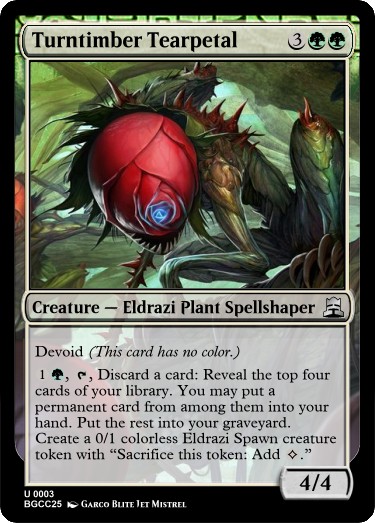 Turntimber Tearpetal 3
Creature — Eldrazi Plant Spellshaper
Devoid (This card has no color.)
1 , , Discard a card: Reveal the top four
cards of your library. You may put a
permanent card from among them into your
hand. Put the rest into your graveyard.
Create a 0/1 colorless Eldrazi Spawn creature
token with “Sacrifice this token: Add .”
4/4
U 0003
BGCC25 Garco Blite Jet Mistrel